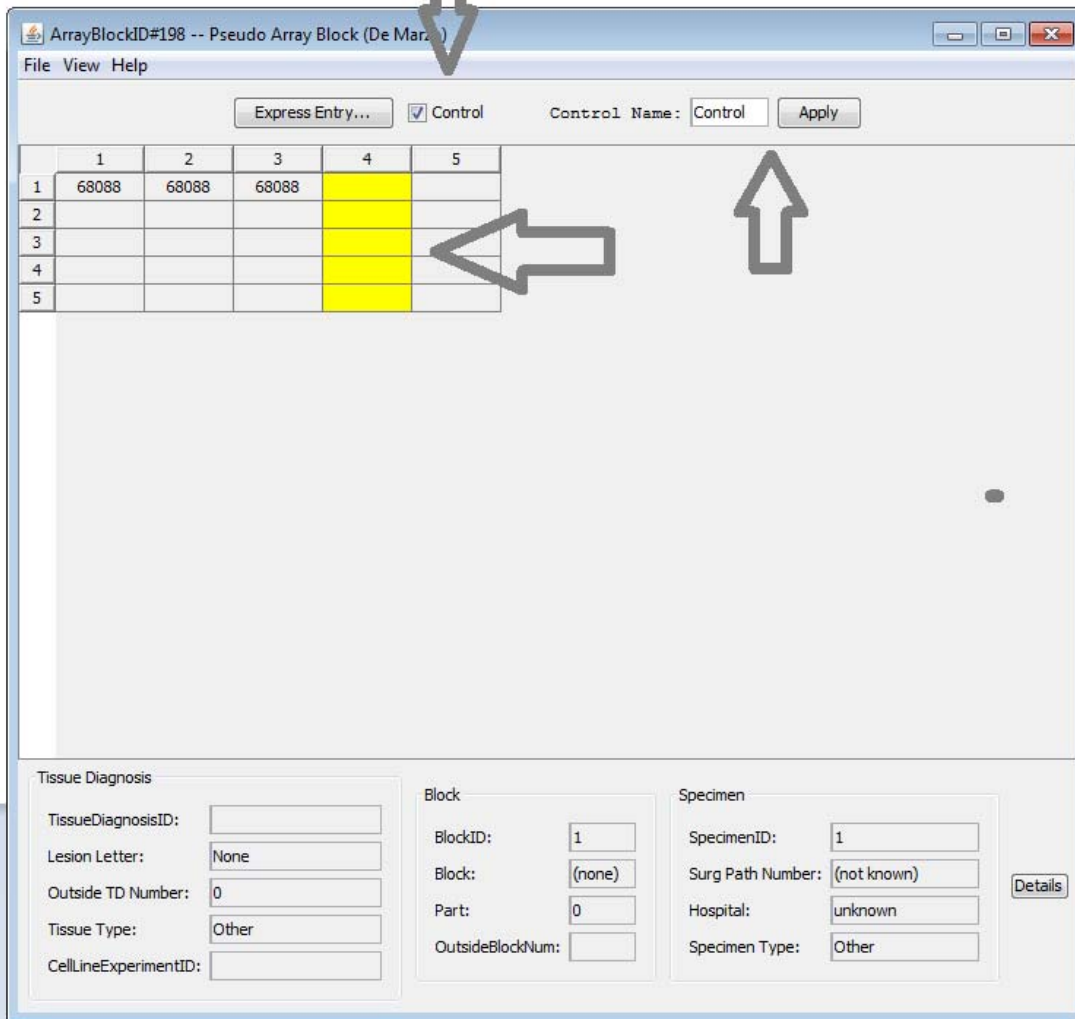 ArrayBlockID#198 -- Pseudo Array Block (De Marzo)
File View Help
Express Entry... Control Control Name: Control Apply
1 2 3 4 5
1 68088 68088 68088
2
3
4
5
Tissue Diagnosis
TissueDiagnosisID:
Lesion Letter: None
Outside TD Number: 0
Tissue Type: Other
CellLineExperimentID:
Block
BlockID: 1
Block: (none)
Part: 0
OutsideBlockNum:
Specimen
SpecimenID: 1
Surg Path Number: (not known)
Hospital: unknown
Specimen Type: Other
Details